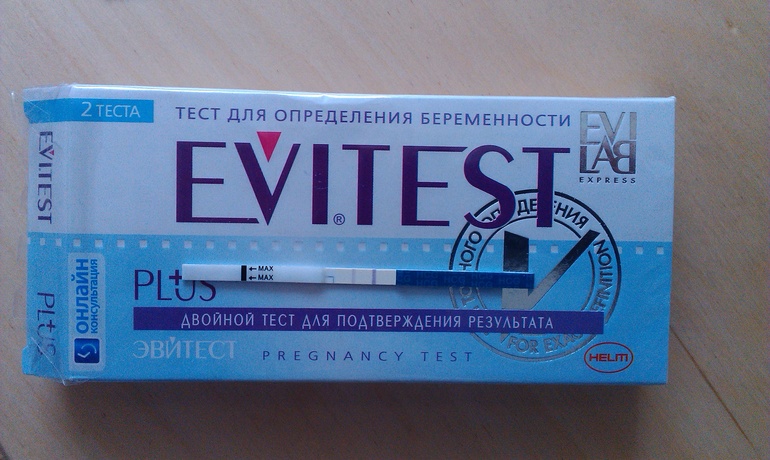 2 ТЕСТА
ТЕСТ ДЛЯ ОПРЕДЕЛЕНИЯ БЕРЕМЕННОСТИ
EVITEST®
EVI
LAB
EXPRESS
EVITEST
PLUS
онлайн
консультация
PLUS
← MAX
← MAX
ДВОЙНОЙ ТЕСТ ДЛЯ ПОДТВЕРЖДЕНИЯ РЕЗУЛЬТАТА
ЭВИТЕСТ
PREGNANCY TEST
HELITI
FOR